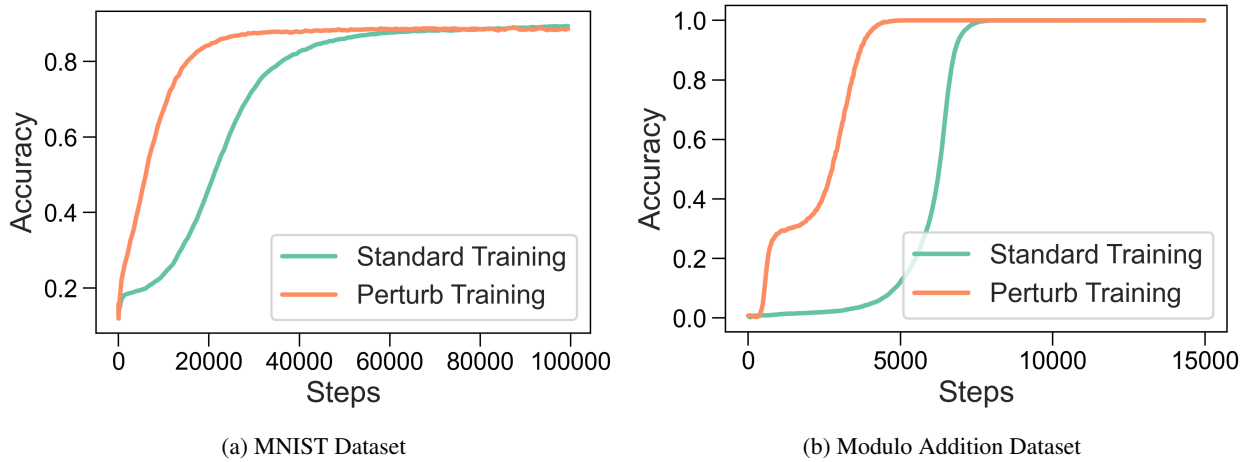 Accuracy
0.8
0.6
0.4
0.2
Standard Training
Perturb Training
0 20000 40000 60000 80000 100000
Steps
(a) MNIST Dataset
Accuracy
1.0
0.8
0.6
0.4
0.2
0.0
Standard Training
Perturb Training
0 5000 10000 15000
Steps
(b) Modulo Addition Dataset